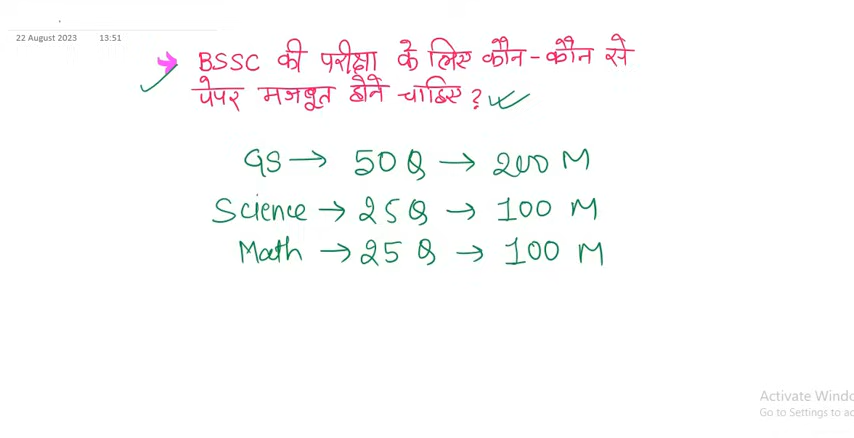 22 August 2023 13:51
BSSC की परीक्षा के लिए कौन-कौन से
पेपर मजबूत होने चाहिए?
GS → 50 Q → 200 M
Science → 25 Q → 100 M
Math → 25 Q → 100 M
Activate Windo
Go to Settings to ac